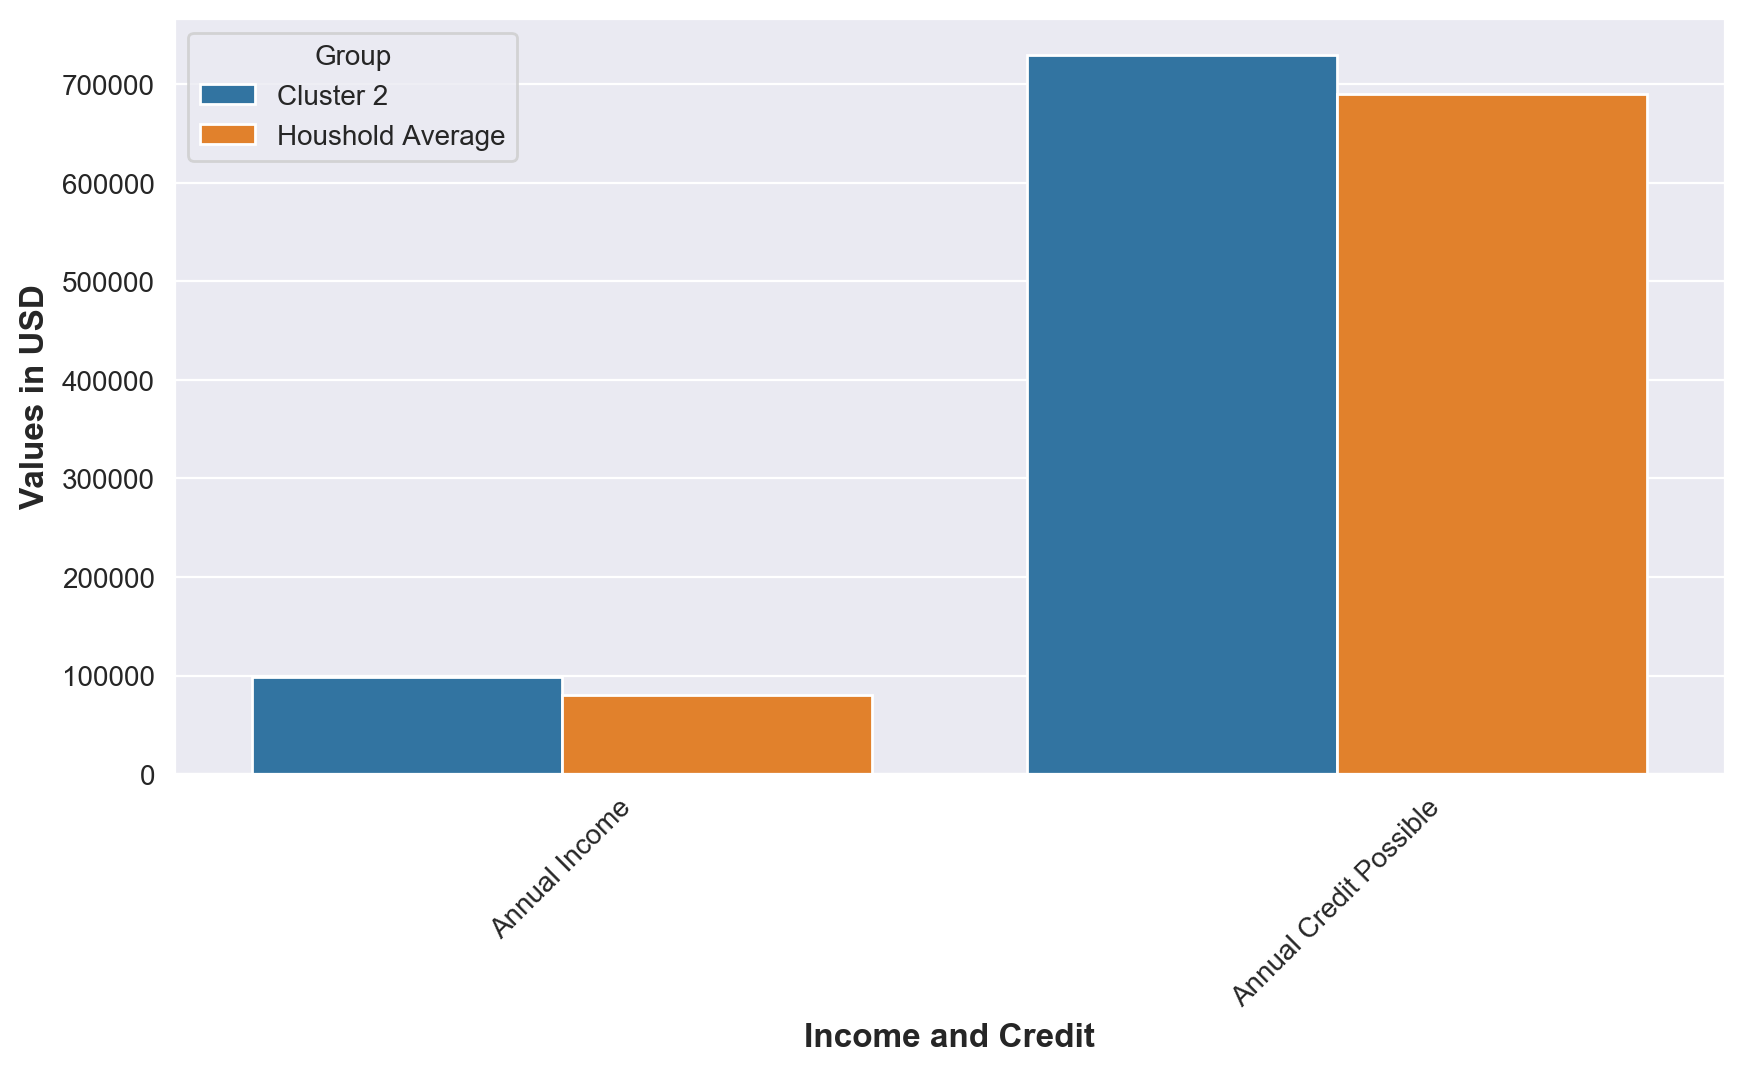 Group
Cluster 2
Houshold Average
700000
600000
500000
400000
300000
200000
100000
0
Values in USD
Annual Income
Annual Credit Possible
Income and Credit